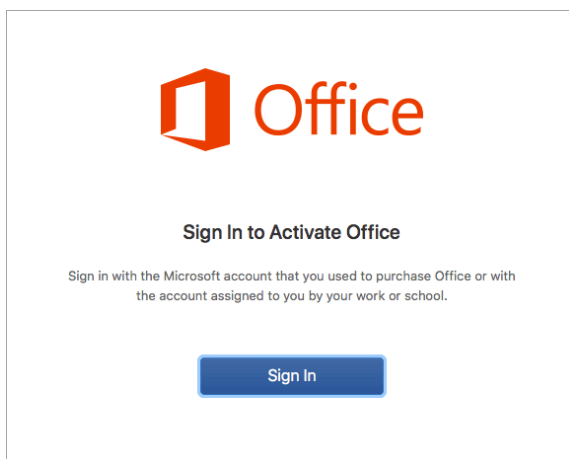 Office
Sign In to Activate Office
Sign in with the Microsoft account that you used to purchase Office or with
the account assigned to you by your work or school.
Sign In